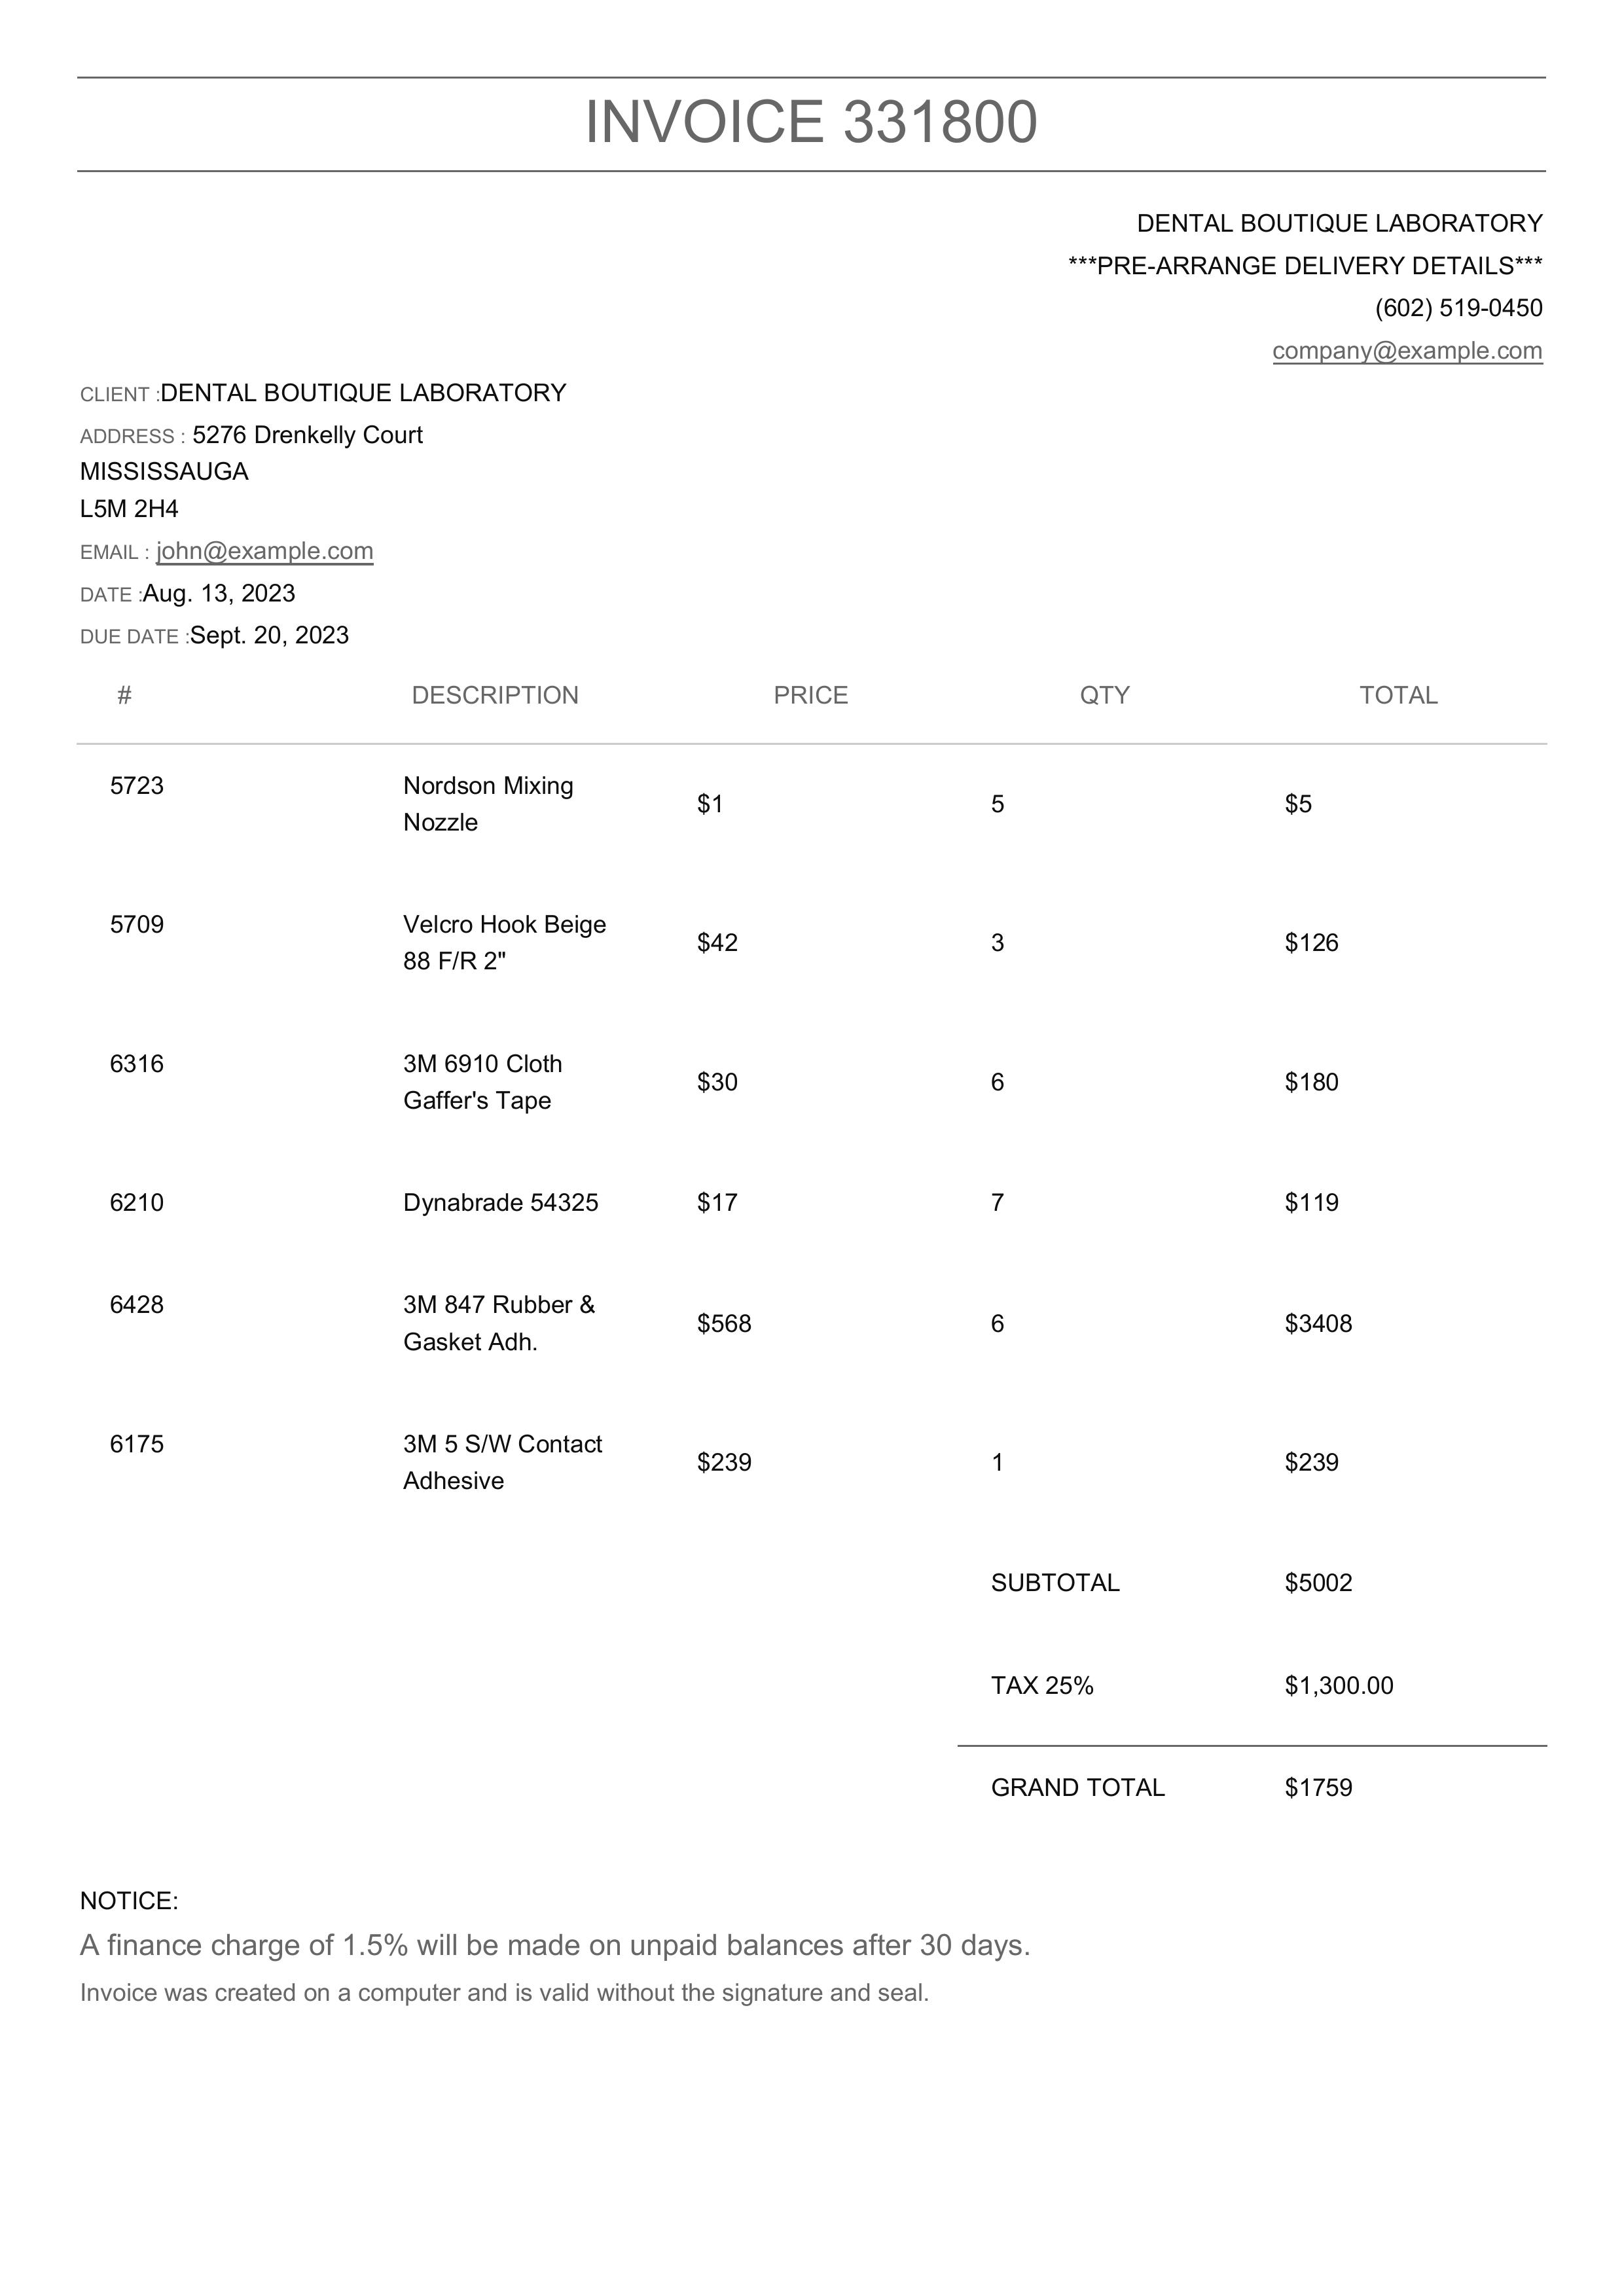 INVOICE 331800
DENTAL BOUTIQUE LABORATORY
***PRE-ARRANGE DELIVERY DETAILS***
(602) 519-0450
company@example.com
CLIENT :DENTAL BOUTIQUE LABORATORY
ADDRESS : 5276 Drenkelly Court
MISSISSAUGA
L5M 2H4
EMAIL : john@example.com
DATE :Aug. 13, 2023
DUE DATE :Sept. 20, 2023
# DESCRIPTION PRICE QTY TOTAL
5723 Nordson Mixing
Nozzle $1 5 $5
5709 Velcro Hook Beige
88 F/R 2" $42 3 $126
6316 3M 6910 Cloth
Gaffer's Tape $30 6 $180
6210 Dynabrade 54325 $17 7 $119
6428 3M 847 Rubber &
Gasket Adh. $568 6 $3408
6175 3M 5 S/W Contact
Adhesive $239 1 $239
SUBTOTAL $5002
TAX 25% $1,300.00
GRAND TOTAL $1759
NOTICE:
A finance charge of 1.5% will be made on unpaid balances after 30 days.
Invoice was created on a computer and is valid without the signature and seal.